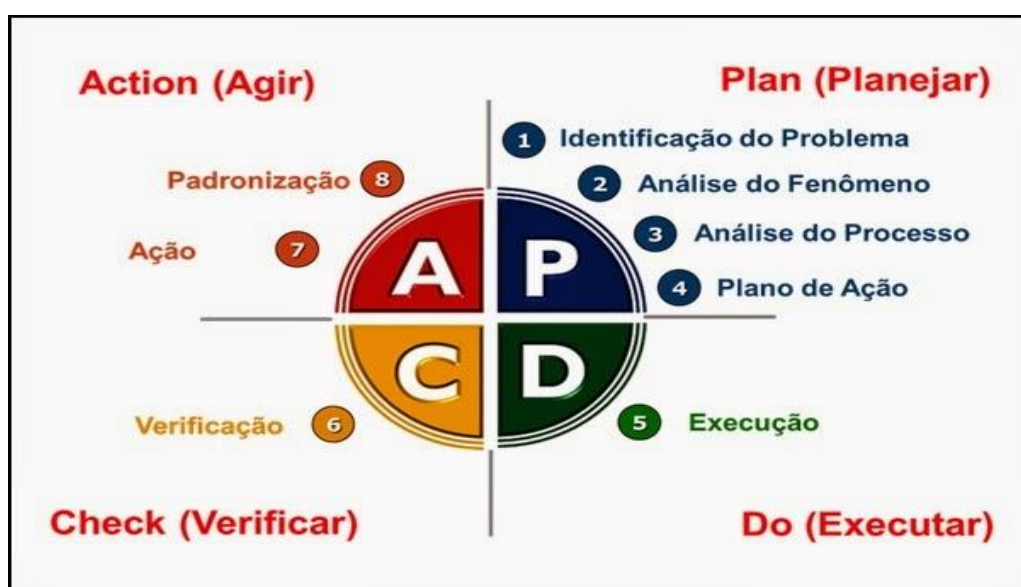 Action (Agir)
Plan (Planejar)
1 Identificação do Problema
2 Análise do Fenômeno
3 Análise do Processo
4 Plano de Ação
Padronização 8
Ação 7
A P
C D
Verificação 6
5 Execução
Check (Verificar)
Do (Executar)